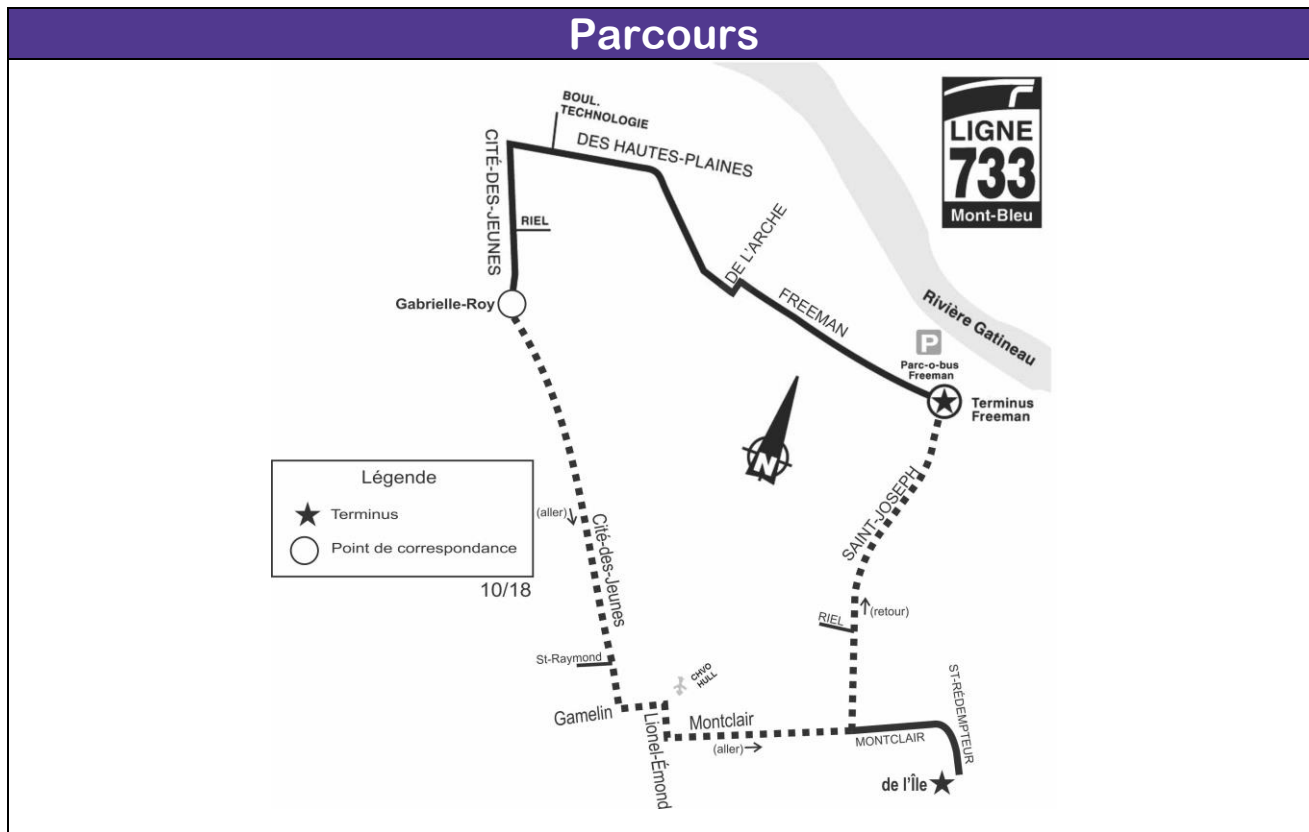 Parcours
BOUL.
TECHNOLOGIE
DES HAUTES-PLAINES
CITÉ-DES-JEUNES
RIEL
Gabrielle-Roy
DE L'ARCHE
FREEMAN
LIGNE
733
Mont-Bleu
Rivière Gatineau
P
Parc-o-bus
Freeman
Terminus
Freeman
N
Légende
Terminus
Point de correspondance
10/18
(aller)
Cité-des-Jeunes
SAINT-JOSEPH
(retour)
RIEL
St-Raymond
CHVO
HULL
Gamelin
Lionel-Émond
Montclair
(aller)
MONTCLAIR
ST-RÉDEMPTEUR
de l'Île